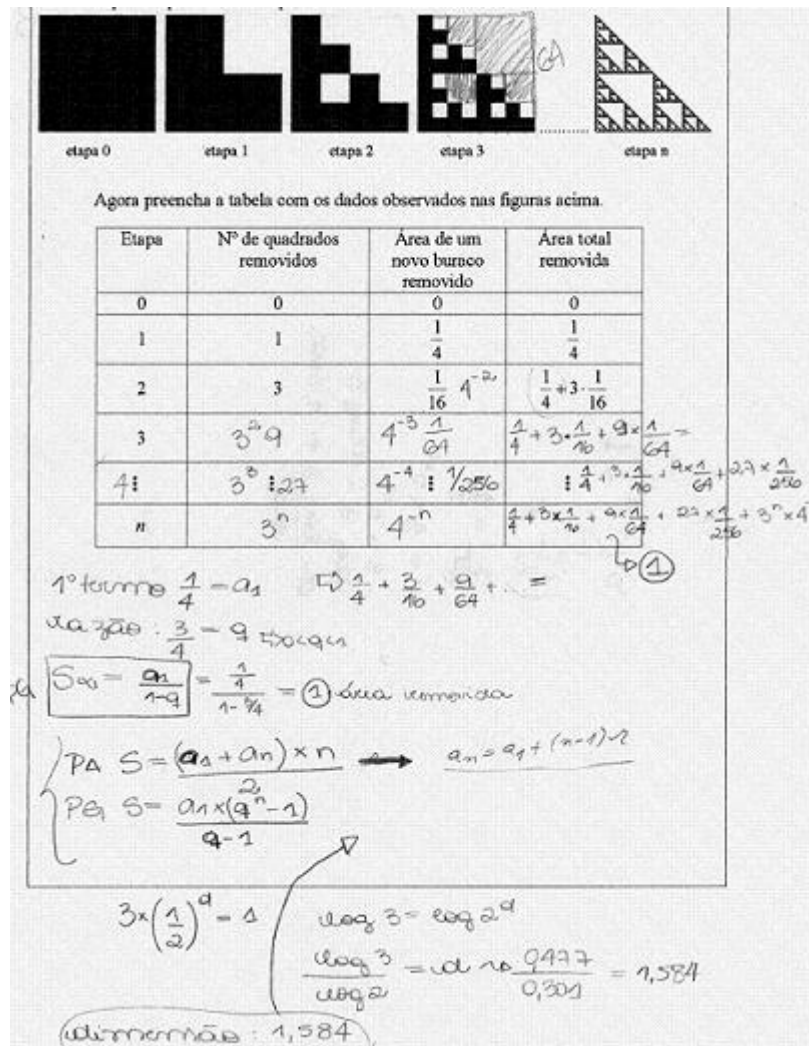 64
etapa 0 etapa 1 etapa 2 etapa 3 ........... etapa n
Agora preencha a tabela com os dados observados nas figuras acima.
Etapa | Nº de quadrados removidos | Área de um novo buraco removido | Área total removida
0 | 0 | 0 | 0
1 | 1 | 1/4 | 1/4
2 | 3 | 1/16 4⁻² | 1/4 + 3·1/16
3 | 3² 9 | 4⁻³ 1/64 | 1/4 + 3·1/16 + 9×1/64 =
4⋮ | 3³ ⋮ 27 | 4⁻⁴ ⋮ 1/256 | ⋮ 1/4 + 3·1/16 + 9×1/64 + 27×1/256
n | 3ⁿ | 4⁻ⁿ | 1/4 + 3×1/16 + 9×1/64 + 27×1/256 + 3ⁿ×4
①
1º termo 1/4 – a₁ ⇨ 1/4 + 3/16 + 9/64 + .. =
razão : 3/4 – q
S∞ = a₁/(1-q) = (1/4)/(1-3/4) = ① área removida
PA S = (a₁ + aₙ) × n / 2 → aₙ = a₁ + (n-1) r
PG S = a₁×(qⁿ – 1) / (q – 1)
3×(1/2)ᵈ = 1 log 3 = log 2ᵈ
log 3 / log 2 = d 0,477 / 0,301 = 1,584
dimensão : 1,584